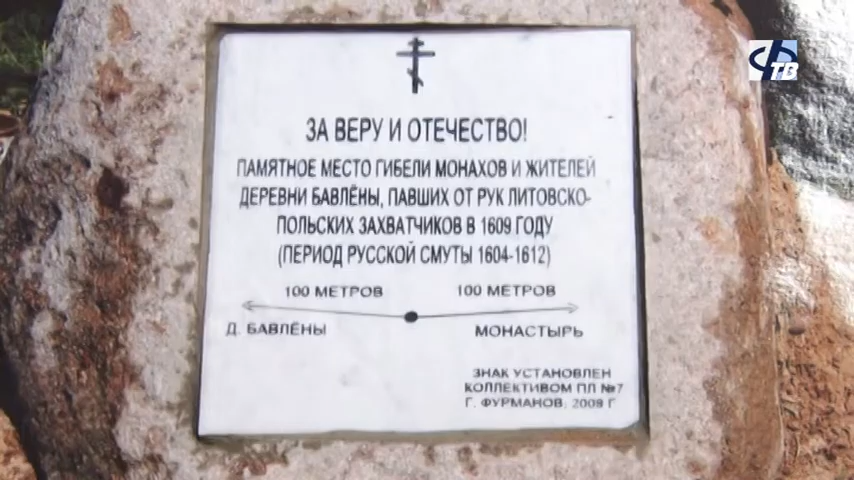 ТВ
ЗА ВЕРУ И ОТЕЧЕСТВО!
ПАМЯТНОЕ МЕСТО ГИБЕЛИ МОНАХОВ И ЖИТЕЛЕЙ
ДЕРЕВНИ БАВЛЁНЫ, ПАВШИХ ОТ РУК ЛИТОВСКО-
ПОЛЬСКИХ ЗАХВАТЧИКОВ В 1609 ГОДУ
(ПЕРИОД РУССКОЙ СМУТЫ 1604-1612)
100 МЕТРОВ 100 МЕТРОВ
Д. БАВЛЁНЫ МОНАСТЫРЬ
ЗНАК УСТАНОВЛЕН
КОЛЛЕКТИВОМ ПЛ №7
Г. ФУРМАНОВ, 2009 Г